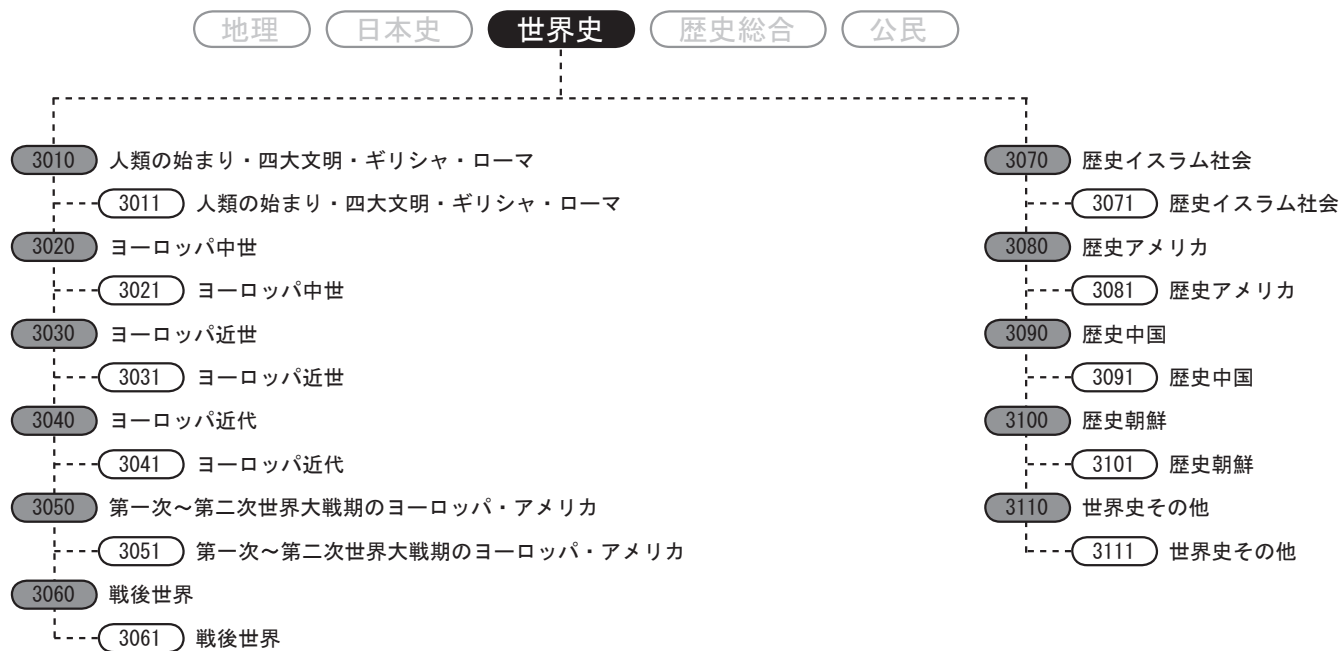 地理 日本史 世界史 歴史総合 公民
3010 人類の始まり・四大文明・ギリシャ・ローマ
3011 人類の始まり・四大文明・ギリシャ・ローマ
3020 ヨーロッパ中世
3021 ヨーロッパ中世
3030 ヨーロッパ近世
3031 ヨーロッパ近世
3040 ヨーロッパ近代
3041 ヨーロッパ近代
3050 第一次～第二次世界大戦期のヨーロッパ・アメリカ
3051 第一次～第二次世界大戦期のヨーロッパ・アメリカ
3060 戦後世界
3061 戦後世界
3070 歴史イスラム社会
3071 歴史イスラム社会
3080 歴史アメリカ
3081 歴史アメリカ
3090 歴史中国
3091 歴史中国
3100 歴史朝鮮
3101 歴史朝鮮
3110 世界史その他
3111 世界史その他